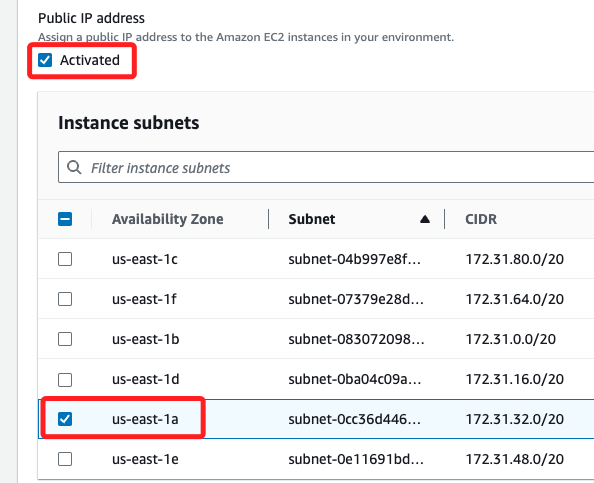 Public IP address
Assign a public IP address to the Amazon EC2 instances in your environment.
Activated
Instance subnets
Filter instance subnets
Availability Zone Subnet CIDR
us-east-1c subnet-04b997e8f... 172.31.80.0/20
us-east-1f subnet-07379e28d... 172.31.64.0/20
us-east-1b subnet-083072098... 172.31.0.0/20
us-east-1d subnet-0ba04c09a... 172.31.16.0/20
us-east-1a subnet-0cc36d446... 172.31.32.0/20
us-east-1e subnet-0e11691bd... 172.31.48.0/20